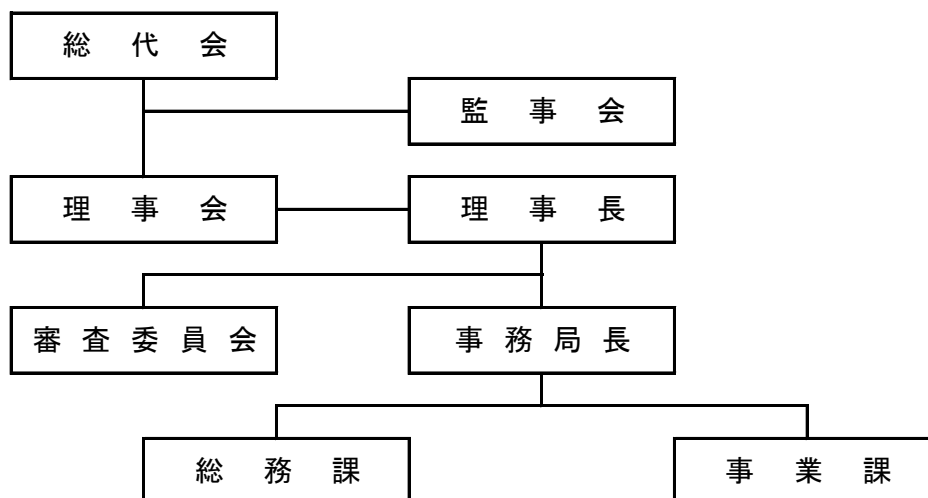 総代会
監事会
理事会
理事長
審査委員会
事務局長
総務課
事業課